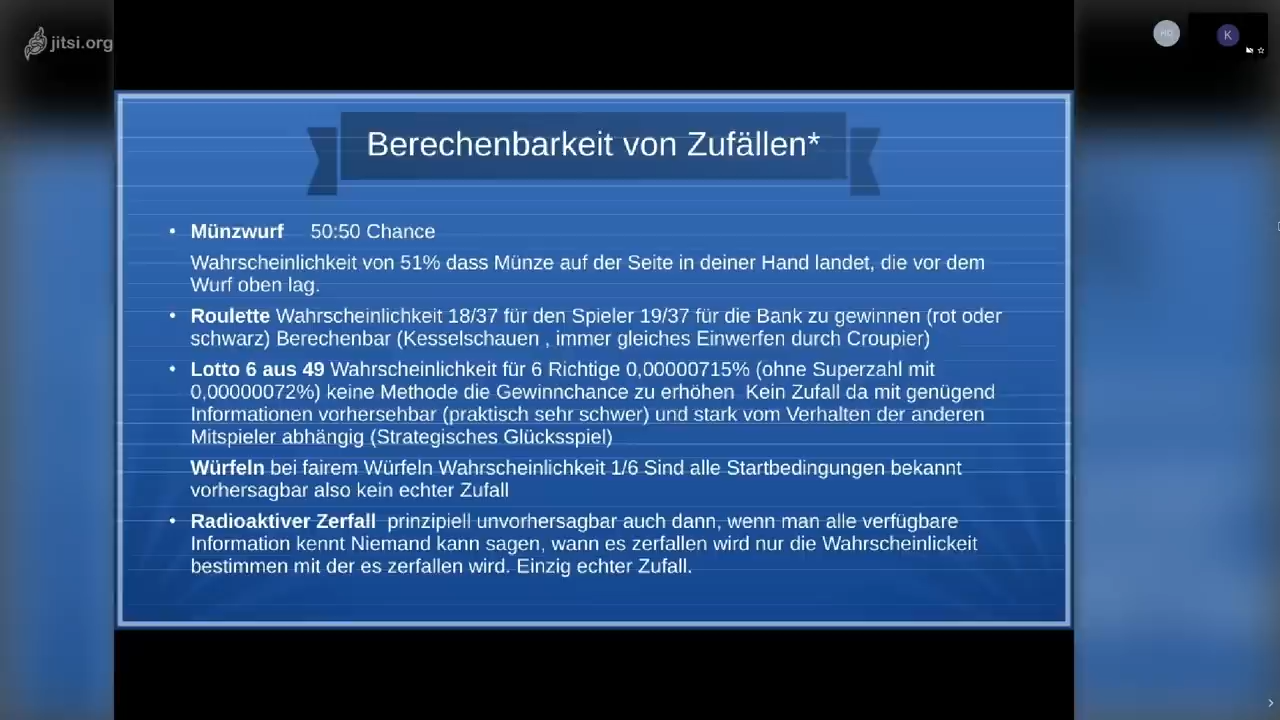 jitsi.org
HD
K
Berechenbarkeit von Zufällen*
• Münzwurf 50:50 Chance
Wahrscheinlichkeit von 51% dass Münze auf der Seite in deiner Hand landet, die vor dem
Wurf oben lag.
• Roulette Wahrscheinlichkeit 18/37 für den Spieler 19/37 für die Bank zu gewinnen (rot oder
schwarz) Berechenbar (Kesselschauen , immer gleiches Einwerfen durch Croupier)
• Lotto 6 aus 49 Wahrscheinlichkeit für 6 Richtige 0,00000715% (ohne Superzahl mit
0,00000072%) keine Methode die Gewinnchance zu erhöhen Kein Zufall da mit genügend
Informationen vorhersehbar (praktisch sehr schwer) und stark vom Verhalten der anderen
Mitspieler abhängig (Strategisches Glücksspiel)
Würfeln bei fairem Würfeln Wahrscheinlichkeit 1/6 Sind alle Startbedingungen bekannt
vorhersagbar also kein echter Zufall
• Radioaktiver Zerfall prinzipiell unvorhersagbar auch dann, wenn man alle verfügbare
Information kennt Niemand kann sagen, wann es zerfallen wird nur die Wahrscheinlickeit
bestimmen mit der es zerfallen wird. Einzig echter Zufall.